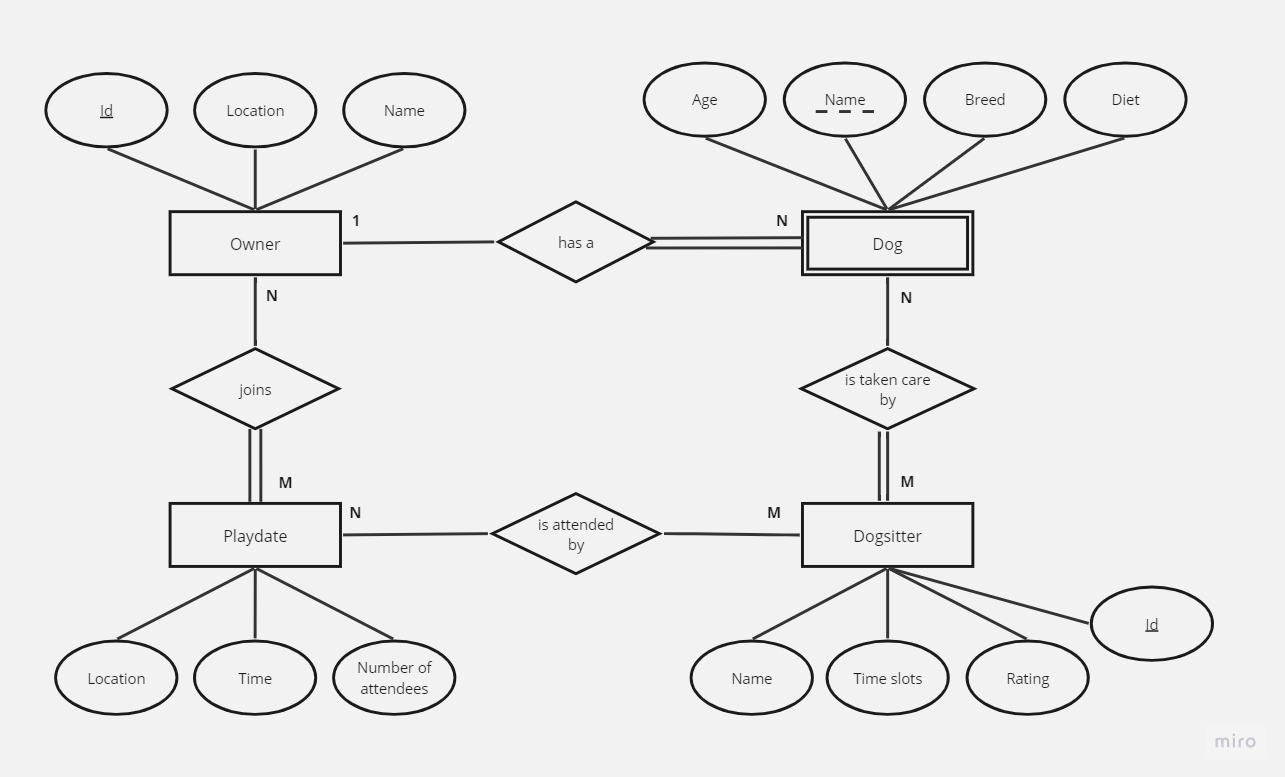 Id
Location
Name
Age
Name
Breed
Diet
Owner
1
has a
N
Dog
N
N
joins
is taken care
by
M
M
Playdate
N
is attended
by
M
Dogsitter
Id
Location
Time
Number of
attendees
Name
Time slots
Rating
miro